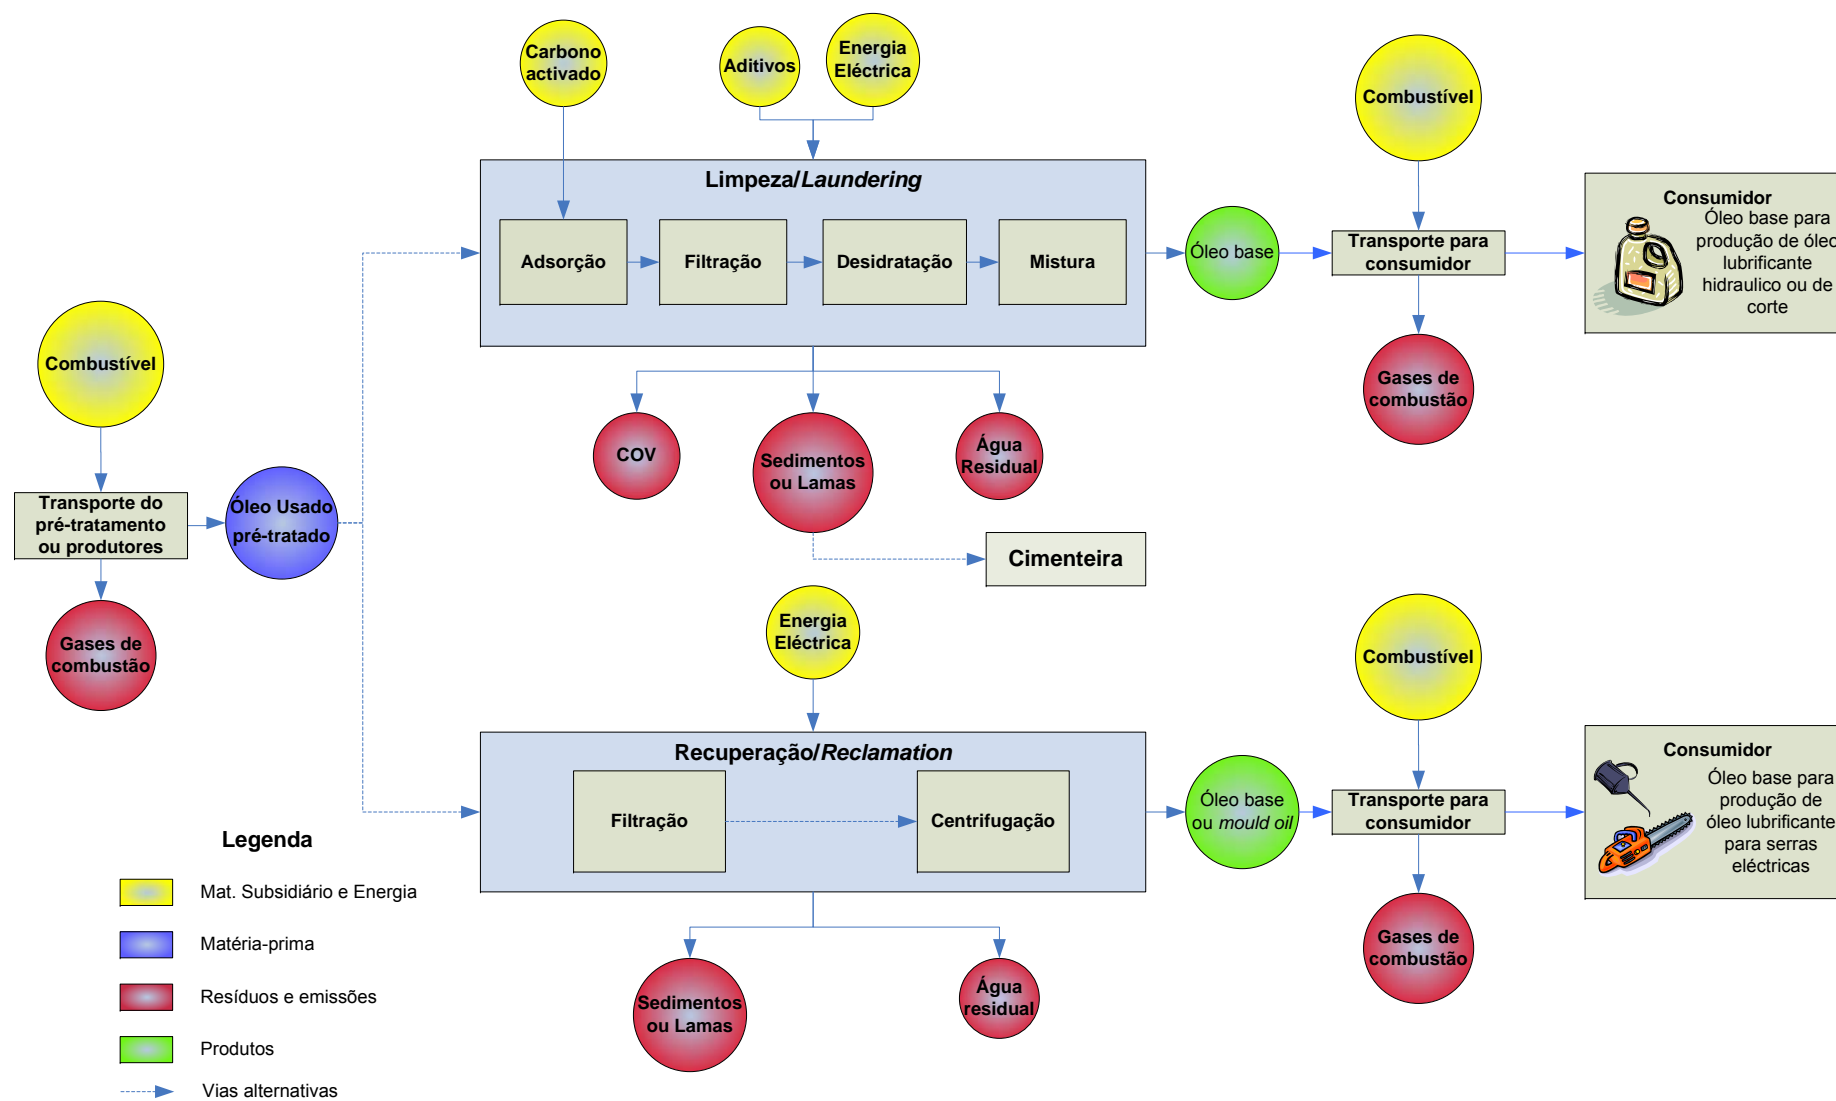 Carbono
activado
Aditivos
Energia
Eléctrica
Combustível
Limpeza/Laundering
Adsorção
Filtração
Desidratação
Mistura
Óleo base
Transporte para
consumidor
Consumidor
Óleo base para
produção de óleo
lubrificante
hidraulico ou de
corte
Gases de
combustão
COV
Sedimentos
ou Lamas
Água
Residual
Cimenteira
Combustível
Transporte do
pré-tratamento
ou produtores
Óleo Usado
pré-tratado
Gases de
combustão
Energia
Eléctrica
Combustível
Recuperação/Reclamation
Filtração
Centrifugação
Óleo base
ou mould oil
Transporte para
consumidor
Consumidor
Óleo base para
produção de
óleo lubrificante
para serras
eléctricas
Gases de
combustão
Sedimentos
ou Lamas
Água
residual
Legenda
Mat. Subsidiário e Energia
Matéria-prima
Resíduos e emissões
Produtos
Vias alternativas